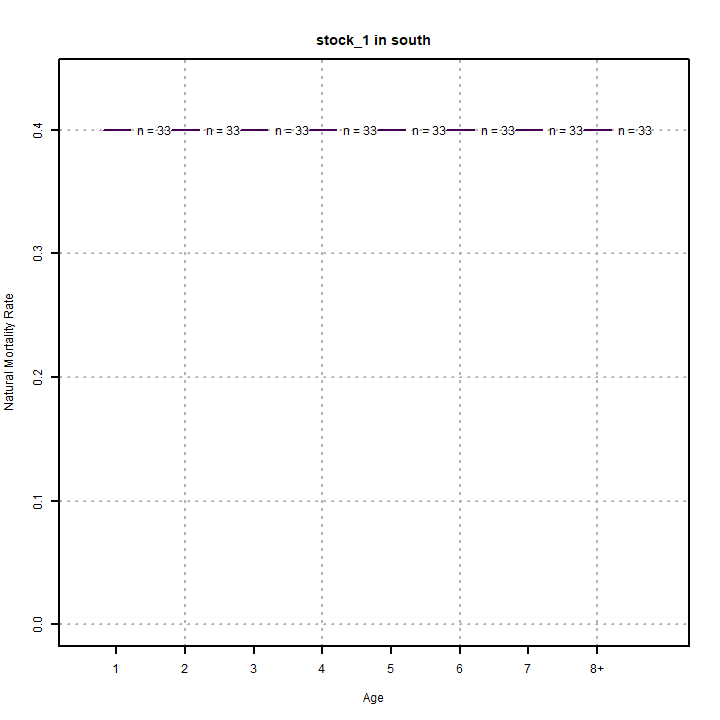 stock_1 in south
Natural Mortality Rate
0.4
0.3
0.2
0.1
0.0
n = 33 n = 33 n = 33 n = 33 n = 33 n = 33 n = 33 n = 33
1 2 3 4 5 6 7 8+
Age